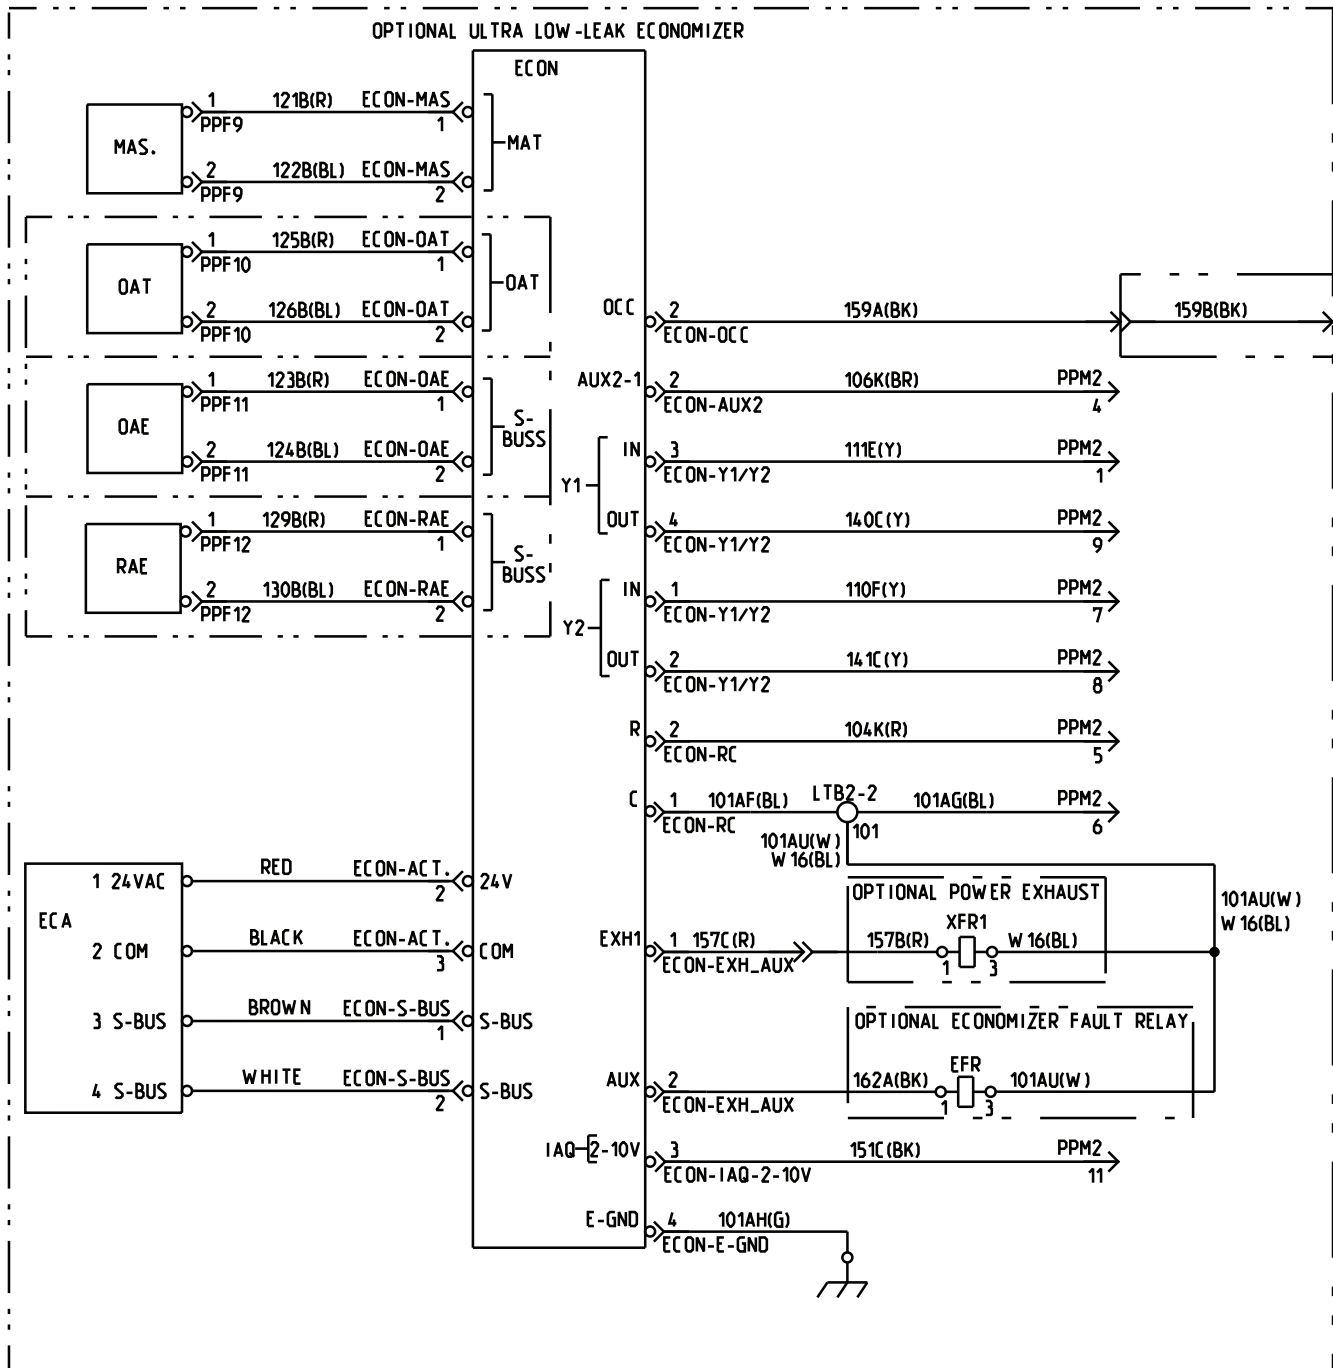 OPTIONAL ULTRA LOW-LEAK ECONOMIZER
ECON
MAS.
1 121B(R) ECON-MAS
PPF9 1
2 122B(BL) ECON-MAS
PPF9 2
MAT
OAT
1 125B(R) ECON-OAT
PPF10 1
2 126B(BL) ECON-OAT
PPF10 2
OAT
OAE
1 123B(R) ECON-OAE
PPF11 1
2 124B(BL) ECON-OAE
PPF11 2
S-
BUSS
RAE
1 129B(R) ECON-RAE
PPF12 1
2 130B(BL) ECON-RAE
PPF12 2
S-
BUSS
ECA
1 24VAC RED ECON-ACT. 24V
2
2 COM BLACK ECON-ACT. COM
3
3 S-BUS BROWN ECON-S-BUS S-BUS
1
4 S-BUS WHITE ECON-S-BUS S-BUS
2
OCC 2 159A(BK) 159B(BK)
ECON-OCC
AUX2-1 2 106K(BR) PPM2
ECON-AUX2 4
Y1
IN 3 111E(Y) PPM2
ECON-Y1/Y2 1
OUT 4 140C(Y) PPM2
ECON-Y1/Y2 9
Y2
IN 1 110F(Y) PPM2
ECON-Y1/Y2 7
OUT 2 141C(Y) PPM2
ECON-Y1/Y2 8
R 2 104K(R) PPM2
ECON-RC 5
C 1 101AF(BL) LTB2-2 101AG(BL) PPM2
ECON-RC 101 6
101AU(W)
W16(BL)
101AU(W)
W16(BL)
OPTIONAL POWER EXHAUST
XFR1
EXH1 1 157C(R) 157B(R) W16(BL)
ECON-EXH_AUX 1 3
OPTIONAL ECONOMIZER FAULT RELAY
EFR
AUX 2 162A(BK) 101AU(W)
ECON-EXH_AUX 1 3
IAQ 2-10V 3 151C(BK) PPM2
ECON-IAQ-2-10V 11
E-GND 4 101AH(G)
ECON-E-GND